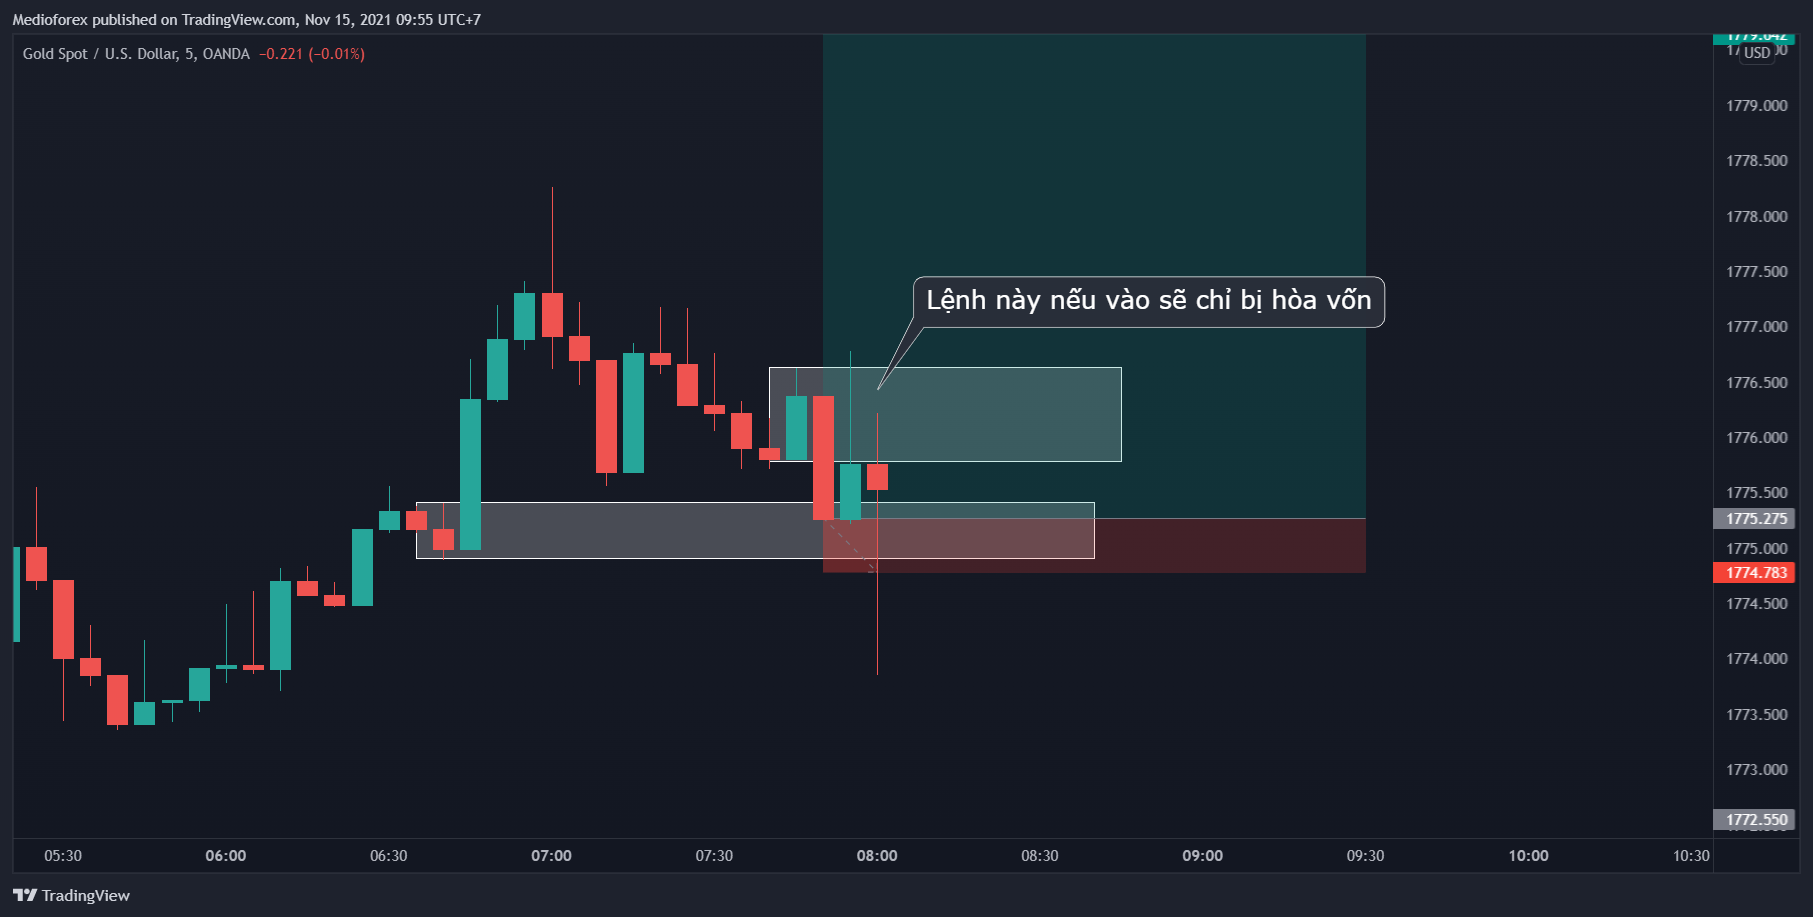 Medioforex published on TradingView.com, Nov 15, 2021 09:55 UTC+7
Gold Spot / U.S. Dollar, 5, OANDA −0.221 (−0.01%)
1779.642
USD
1779.000
1778.500
1778.000
1777.500
Lệnh này nếu vào sẽ chỉ bị hòa vốn
1777.000
1776.500
1776.000
1775.500
1775.275
1775.000
1774.783
1774.500
1774.000
1773.500
1773.000
1772.550
05:30 06:00 06:30 07:00 07:30 08:00 08:30 09:00 09:30 10:00 10:30
TradingView